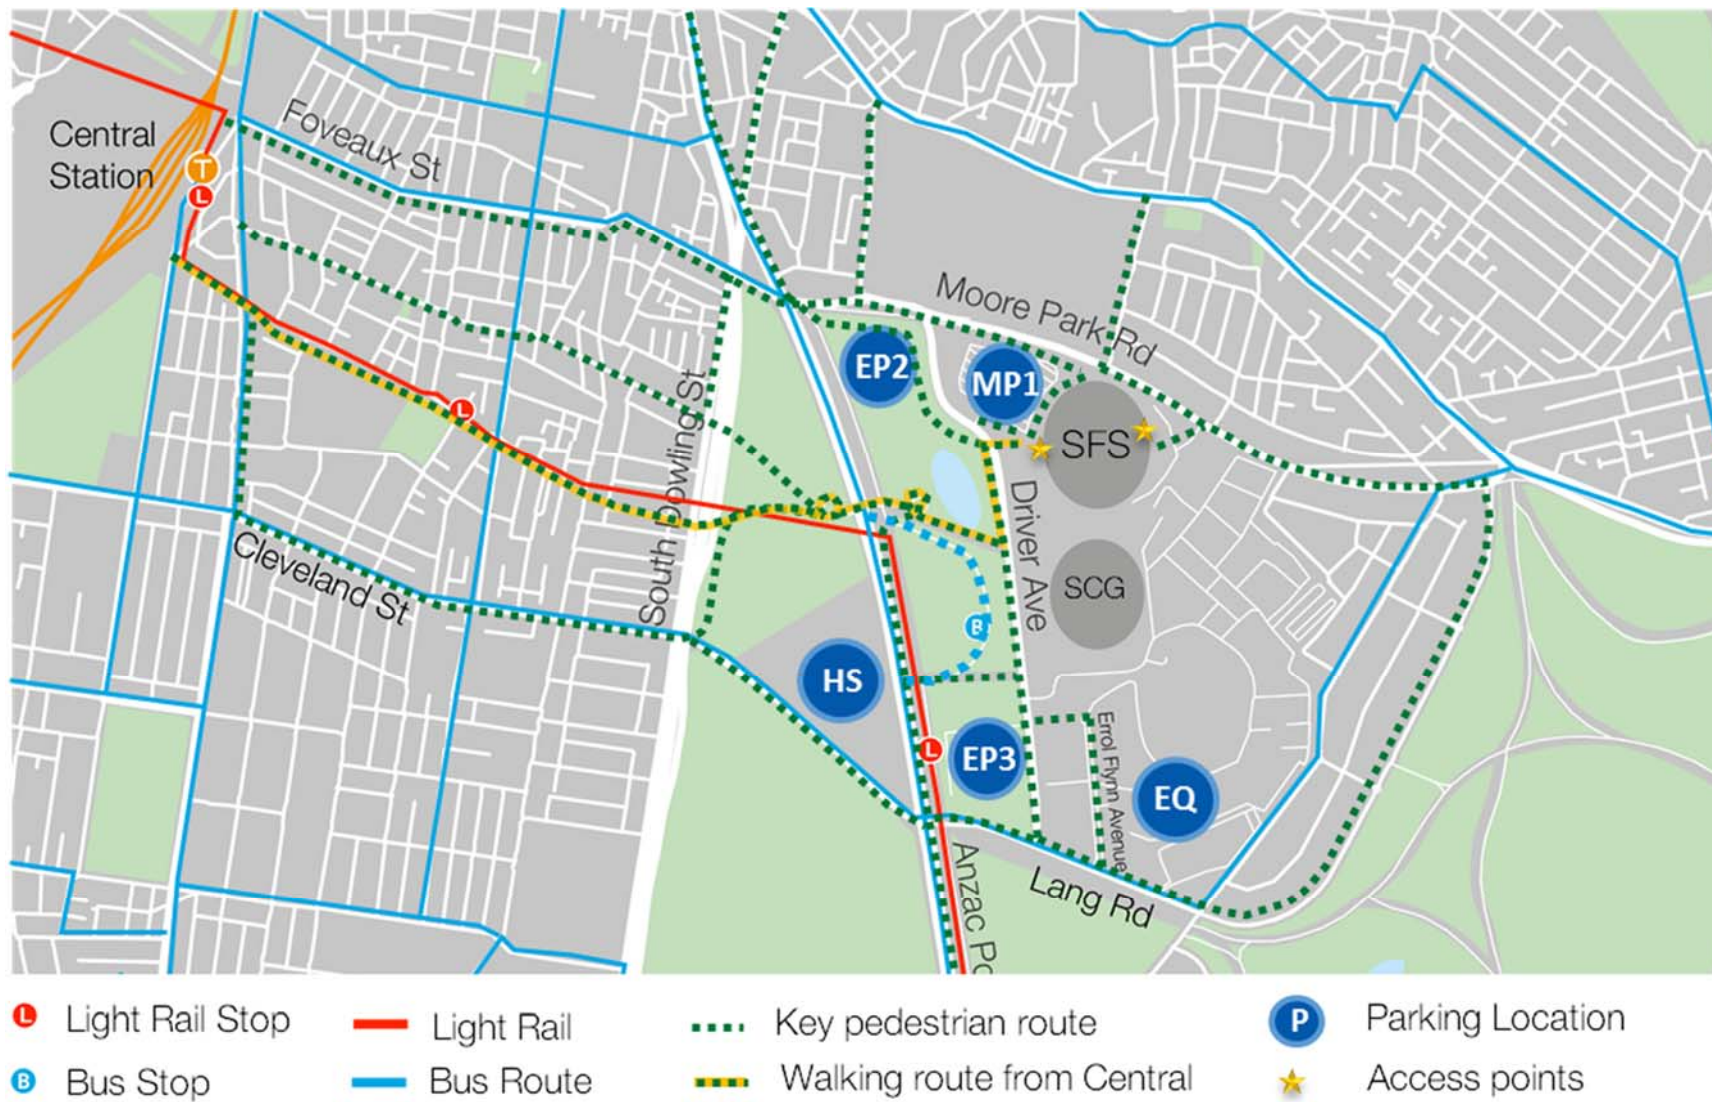 Central
Station
T
L
Foveaux St
Moore Park Rd
EP2
MP1
SFS
L
South Dowling St
Driver Ave
SCG
Cleveland St
B
HS
L
EP3
Errol Flynn Avenue
EQ
Lang Rd
Anzac Pc
L Light Rail Stop
Light Rail
Key pedestrian route
P Parking Location
B Bus Stop
Bus Route
Walking route from Central
Access points